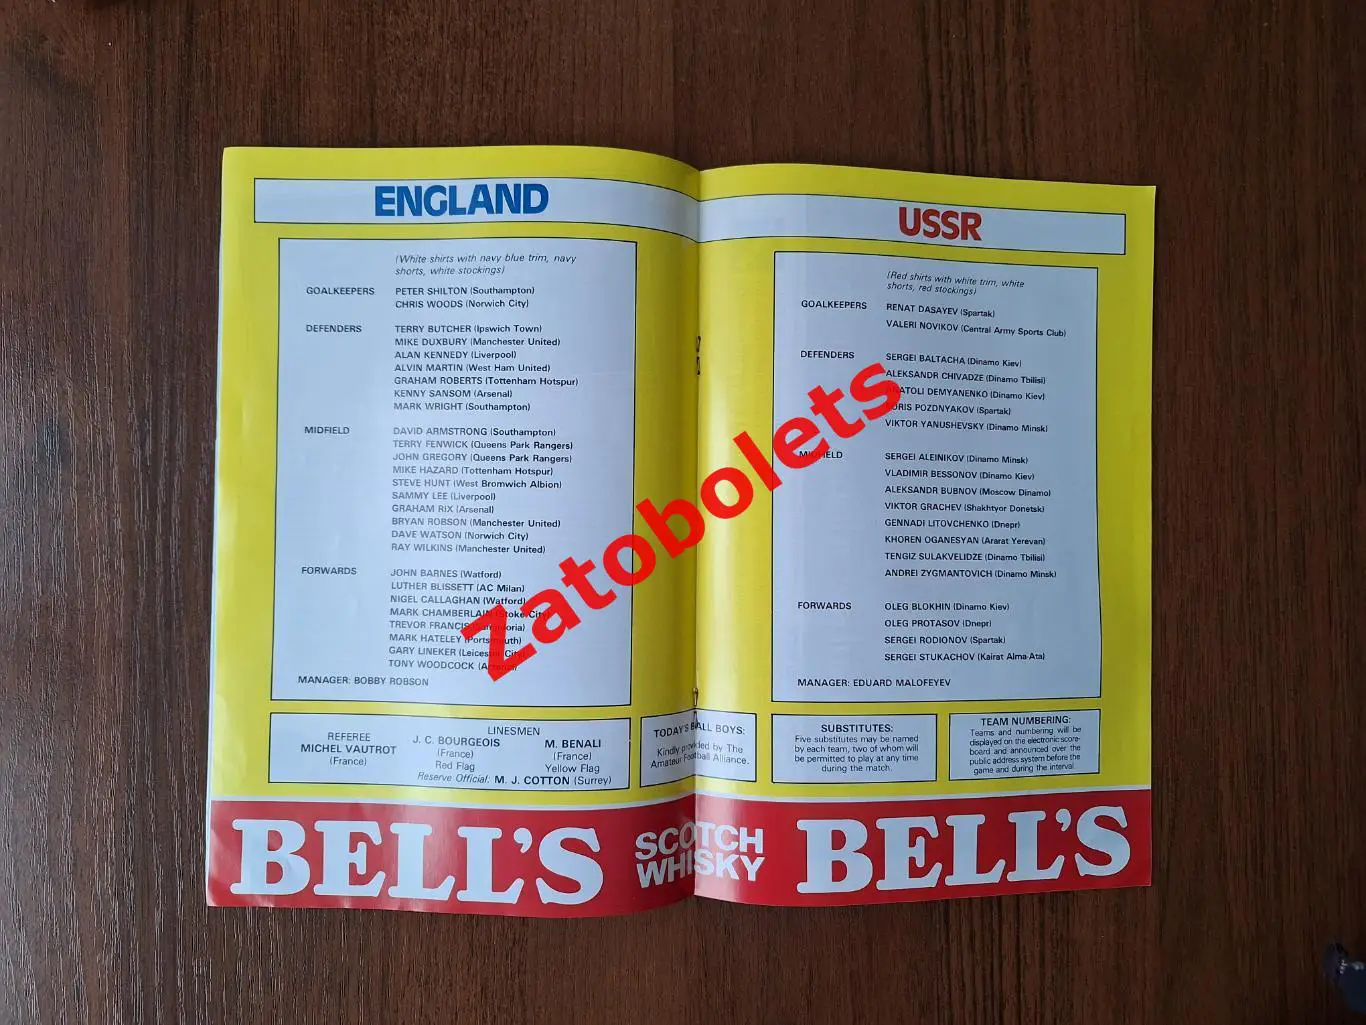 ENGLAND
(White shirts with navy blue trim, navy
shorts, white stockings)
GOALKEEPERS PETER SHILTON (Southampton)
CHRIS WOODS (Norwich City)
DEFENDERS TERRY BUTCHER (Ipswich Town)
MIKE DUXBURY (Manchester United)
ALAN KENNEDY (Liverpool)
ALVIN MARTIN (West Ham United)
GRAHAM ROBERTS (Tottenham Hotspur)
KENNY SANSOM (Arsenal)
MARK WRIGHT (Southampton)
MIDFIELD DAVID ARMSTRONG (Southampton)
TERRY FENWICK (Queens Park Rangers)
JOHN GREGORY (Queens Park Rangers)
MIKE HAZARD (Tottenham Hotspur)
STEVE HUNT (West Bromwich Albion)
SAMMY LEE (Liverpool)
GRAHAM RIX (Arsenal)
BRYAN ROBSON (Manchester United)
DAVE WATSON (Norwich City)
RAY WILKINS (Manchester United)
FORWARDS JOHN BARNES (Watford)
LUTHER BLISSETT (AC Milan)
NIGEL CALLAGHAN (Watford)
MARK CHAMBERLAIN (Stoke City)
TREVOR FRANCIS (Sampdoria)
MARK HATELEY (Portsmouth)
GARY LINEKER (Leicester City)
TONY WOODCOCK (Arsenal)
MANAGER: BOBBY ROBSON
REFEREE
MICHEL VAUTROT
(France)
LINESMEN
J. C. BOURGEOIS
(France)
Red Flag
M. BENALI
(France)
Yellow Flag
Reserve Official: M. J. COTTON (Surrey)
TODAY'S BALL BOYS:
Kindly provided by The
Amateur Football Alliance.
USSR
(Red shirts with white trim, white
shorts, red stockings)
GOALKEEPERS RENAT DASAYEV (Spartak)
VALERI NOVIKOV (Central Army Sports Club)
DEFENDERS SERGEI BALTACHA (Dinamo Kiev)
ALEKSANDR CHIVADZE (Dinamo Tbilisi)
ANATOLI DEMYANENKO (Dinamo Kiev)
BORIS POZDNYAKOV (Spartak)
VIKTOR YANUSHEVSKY (Dinamo Minsk)
MIDFIELD SERGEI ALEINIKOV (Dinamo Minsk)
VLADIMIR BESSONOV (Dinamo Kiev)
ALEKSANDR BUBNOV (Moscow Dinamo)
VIKTOR GRACHEV (Shakhtyor Donetsk)
GENNADI LITOVCHENKO (Dnepr)
KHOREN OGANESYAN (Ararat Yerevan)
TENGIZ SULAKVELIDZE (Dinamo Tbilisi)
ANDREI ZYGMANTOVICH (Dinamo Minsk)
FORWARDS OLEG BLOKHIN (Dinamo Kiev)
OLEG PROTASOV (Dnepr)
SERGEI RODIONOV (Spartak)
SERGEI STUKACHOV (Kairat Alma-Ata)
MANAGER: EDUARD MALOFEYEV
SUBSTITUTES:
Five substitutes may be named
by each team, two of whom will
be permitted to play at any time
during the match.
TEAM NUMBERING:
Teams and numbering will be
displayed on the electronic score-
board and announced over the
public address system before the
game and during the interval.
BELL'S SCOTCH WHISKY BELL'S
zatobolets